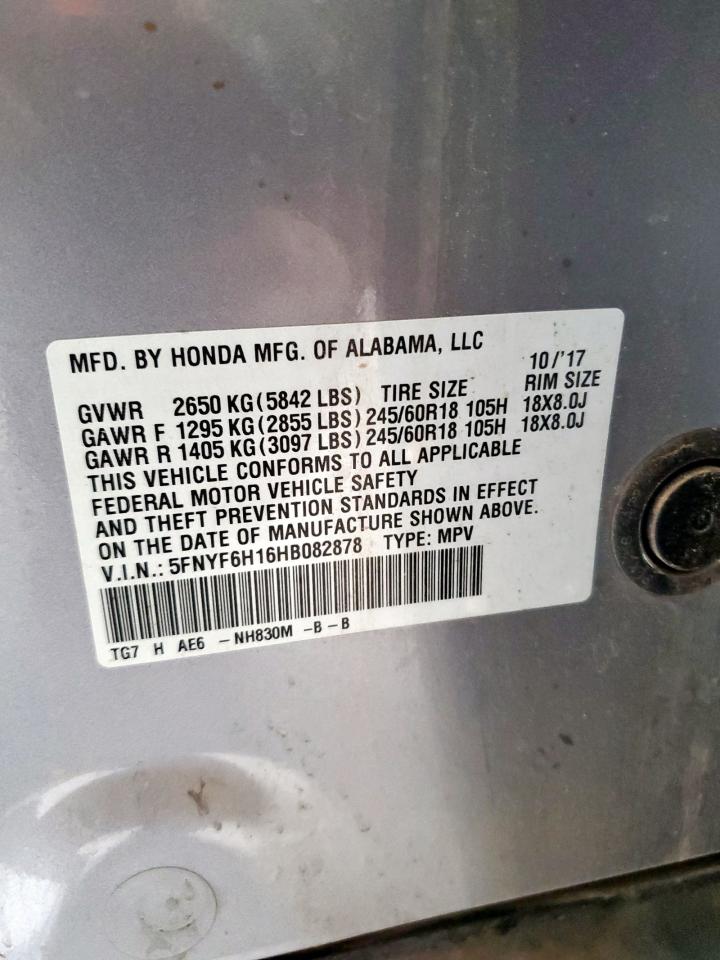 MFD. BY HONDA MFG. OF ALABAMA, LLC 10/'17
GVWR 2650 KG(5842 LBS) TIRE SIZE RIM SIZE
GAWR F 1295 KG(2855 LBS) 245/60R18 105H 18X8.0J
GAWR R 1405 KG(3097 LBS) 245/60R18 105H 18X8.0J
THIS VEHICLE CONFORMS TO ALL APPLICABLE
FEDERAL MOTOR VEHICLE SAFETY
AND THEFT PREVENTION STANDARDS IN EFFECT
ON THE DATE OF MANUFACTURE SHOWN ABOVE.
V.I.N.: 5FNYF6H16HB082878 TYPE: MPV
TG7 H AE6 -NH830M -B-B